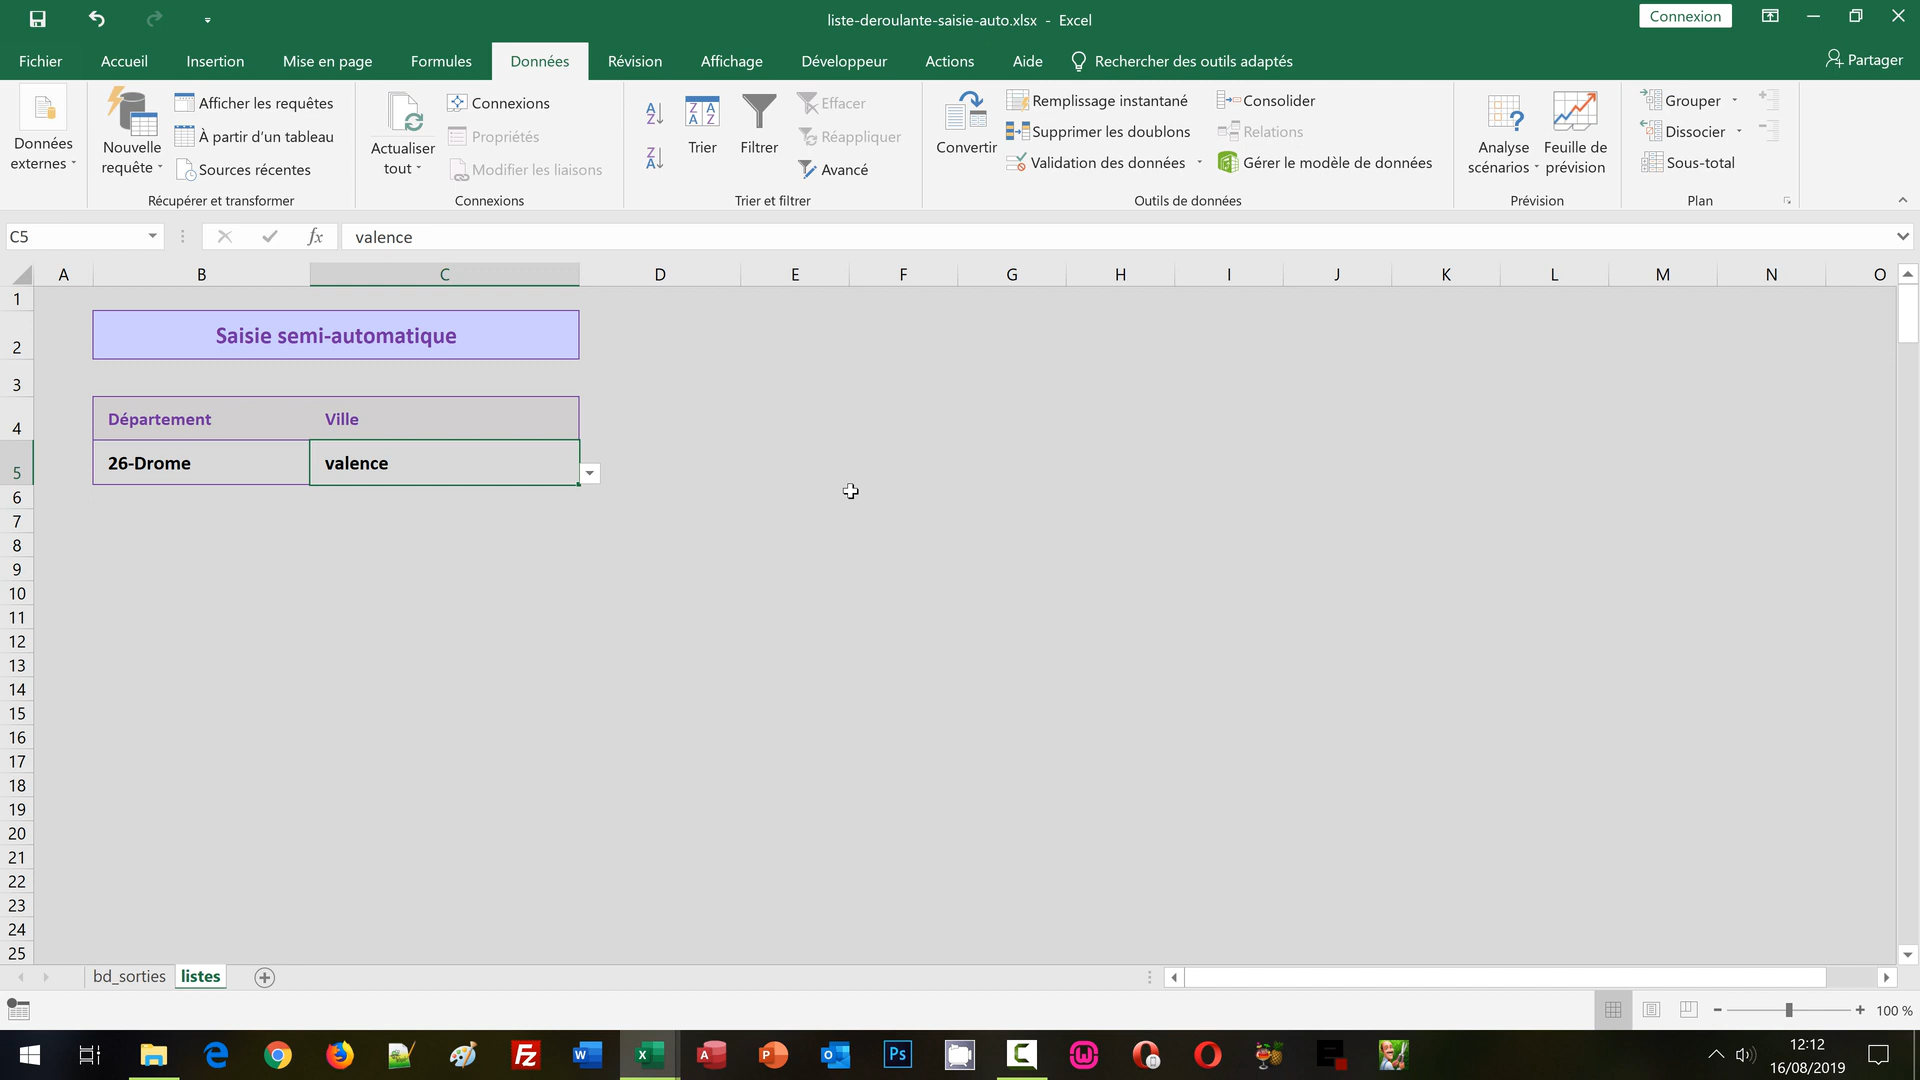 liste-deroulante-saisie-auto.xlsx - Excel
Connexion
Fichier Accueil Insertion Mise en page Formules Données Révision Affichage Développeur Actions Aide Rechercher des outils adaptés Partager
Données externes
Nouvelle requête
Afficher les requêtes
À partir d'un tableau
Sources récentes
Récupérer et transformer
Actualiser tout
Connexions
Propriétés
Modifier les liaisons
Connexions
Trier
Filtrer
Effacer
Réappliquer
Avancé
Trier et filtrer
Convertir
Remplissage instantané
Supprimer les doublons
Validation des données
Consolider
Relations
Gérer le modèle de données
Outils de données
Analyse scénarios
Feuille de prévision
Prévision
Grouper
Dissocier
Sous-total
Plan
C5 fx valence
A B C D E F G H I J K L M N O
1
2 Saisie semi-automatique
3
4 Département Ville
5 26-Drome valence
6
7
8
9
10
11
12
13
14
15
16
17
18
19
20
21
22
23
24
25
bd_sorties listes
100 %
12:12
16/08/2019